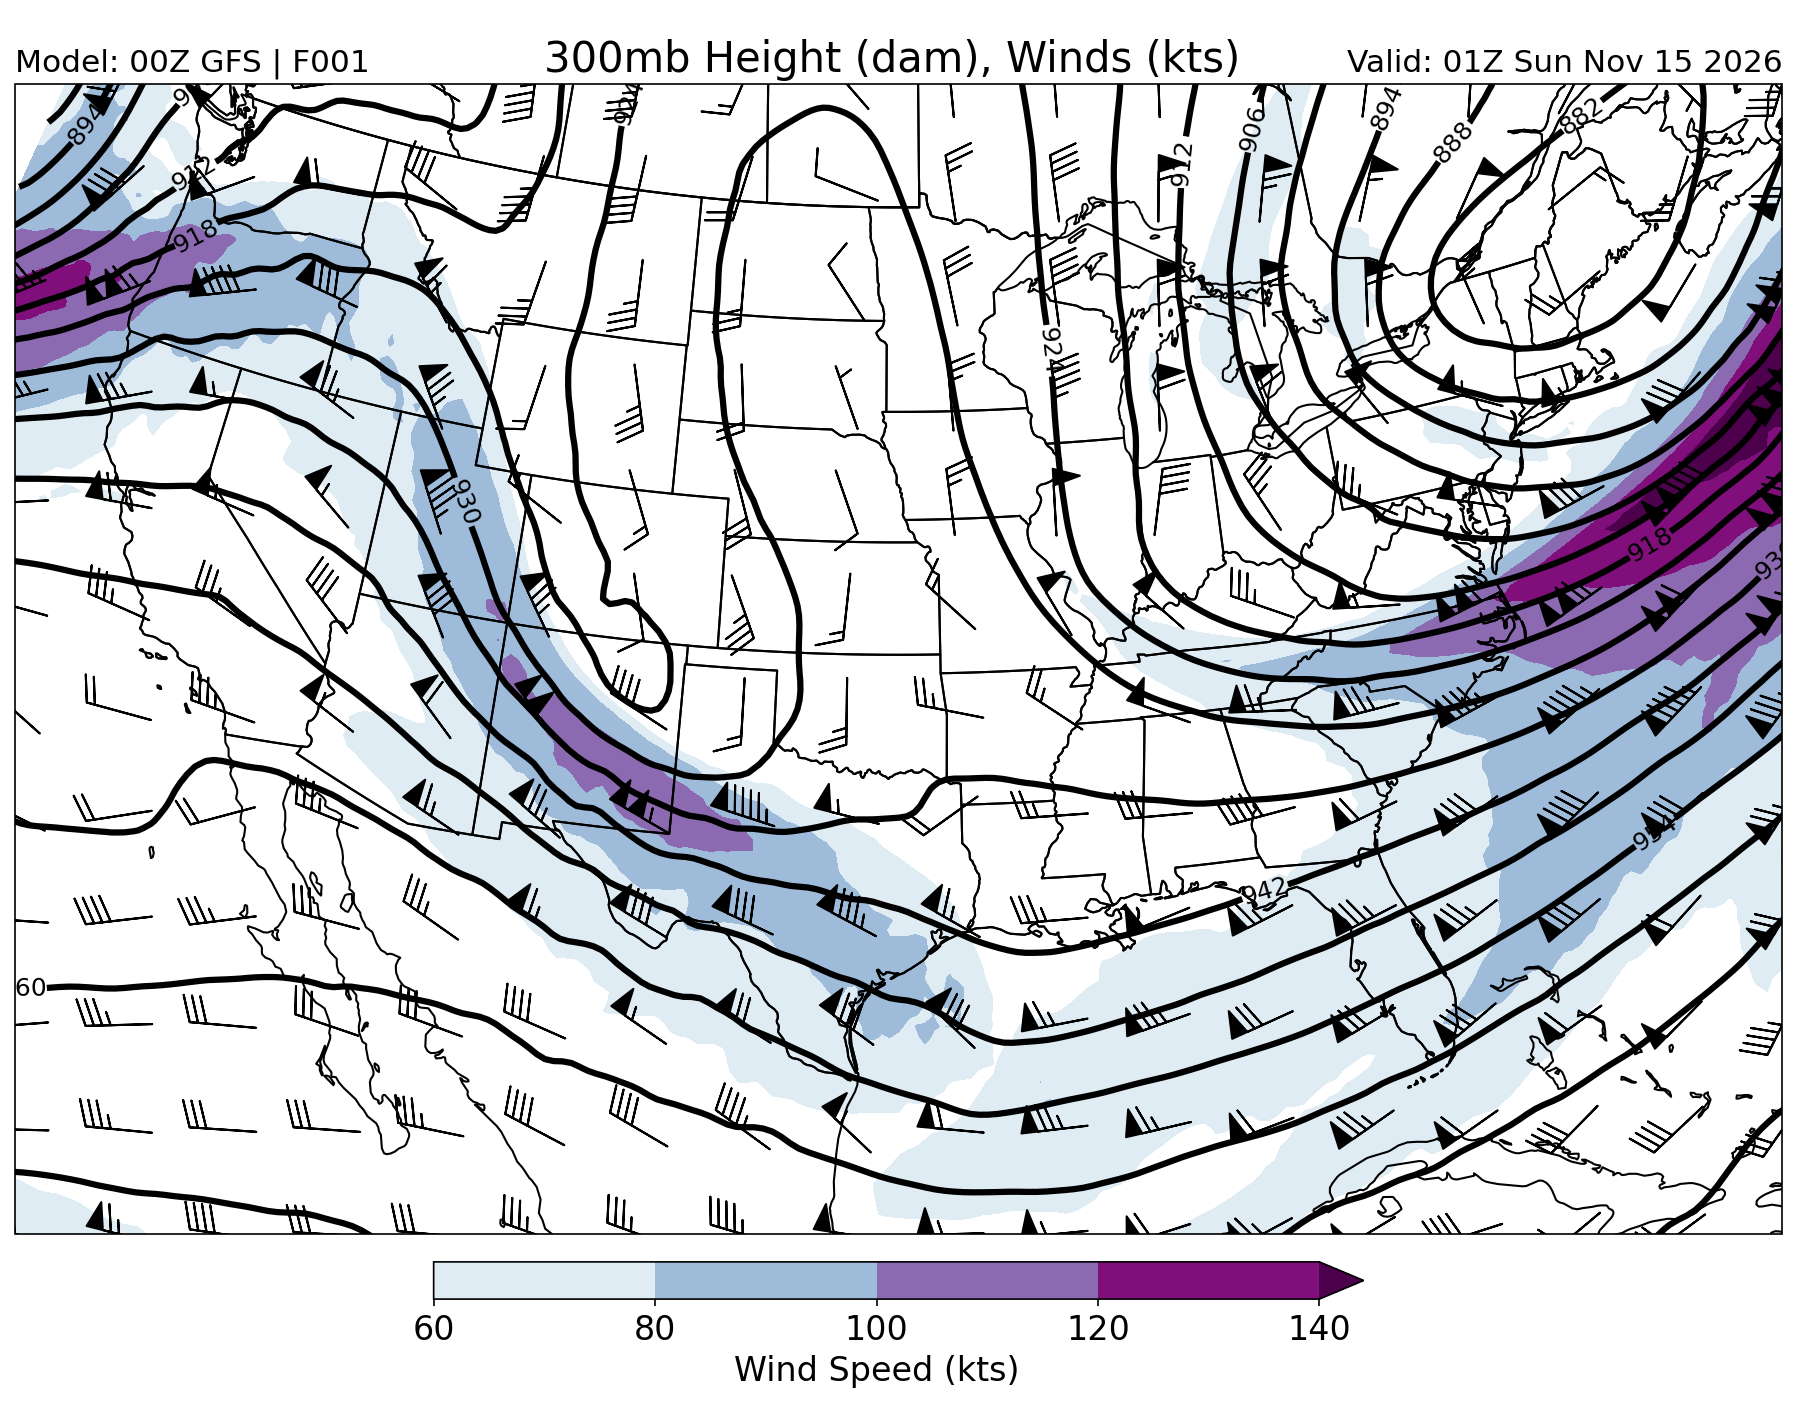 Model: 00Z GFS | F001
300mb Height (dam), Winds (kts)
Valid: 01Z Sun Nov 15 2026
894
912
918
924
930
924
912
906
894
888
882
918
942
60
60 80 100 120 140
Wind Speed (kts)